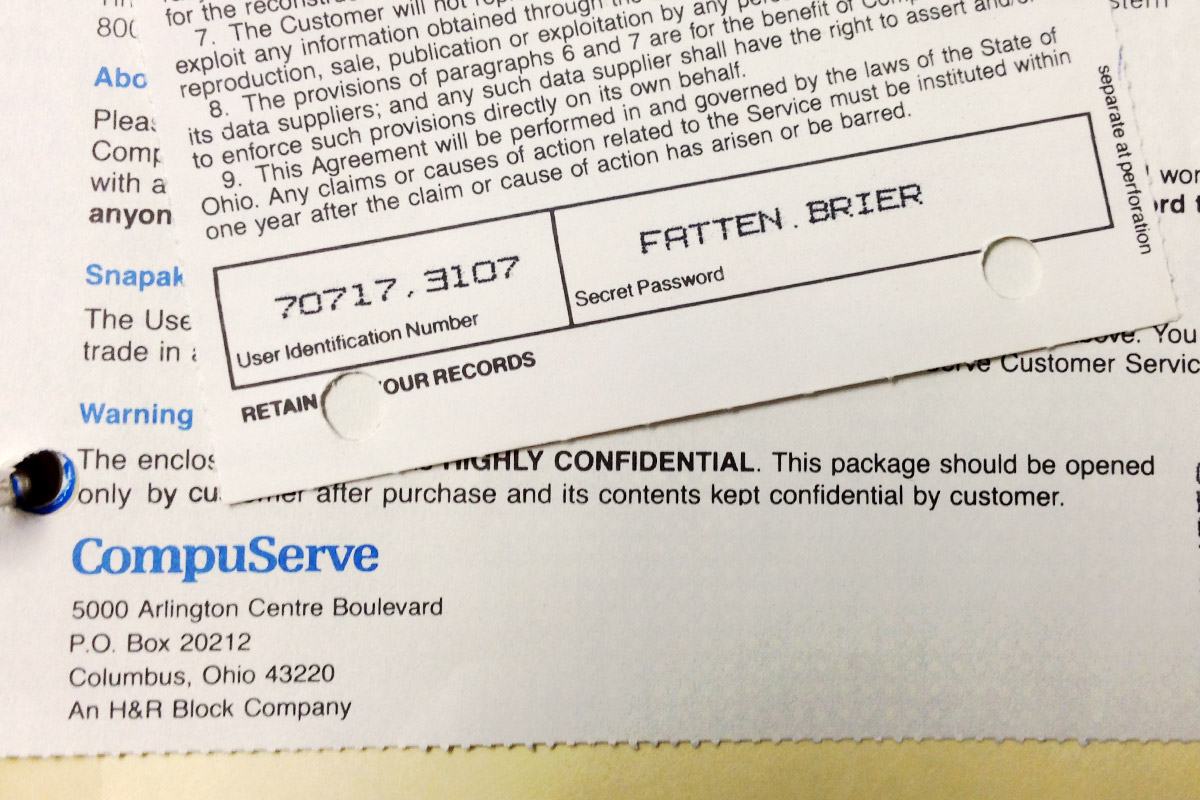 800
for the
7. The Customer will not
exploit any information obtained through
reproduction, sale, publication or exploitation by any
8. The provisions of paragraphs 6 and 7 are for the benefit of
its data suppliers; and any such data supplier shall have the right to assert and/or
to enforce such provisions directly on its own behalf.
9. This Agreement will be performed in and governed by the laws of the State of
Ohio. Any claims or causes of action related to the Service must be instituted within
one year after the claim or cause of action has arisen or be barred.
70717,3107
User Identification Number
FATTEN.BRIER
Secret Password
RETAIN OUR RECORDS
separate at perforation
Abo
Pleas
Comp
with a
anyon
Snapak
The Use
trade in
Warning
You
Customer Servic
The enclos HIGHLY CONFIDENTIAL. This package should be opened
only by cu mer after purchase and its contents kept confidential by customer.
CompuServe
5000 Arlington Centre Boulevard
P.O. Box 20212
Columbus, Ohio 43220
An H&R Block Company